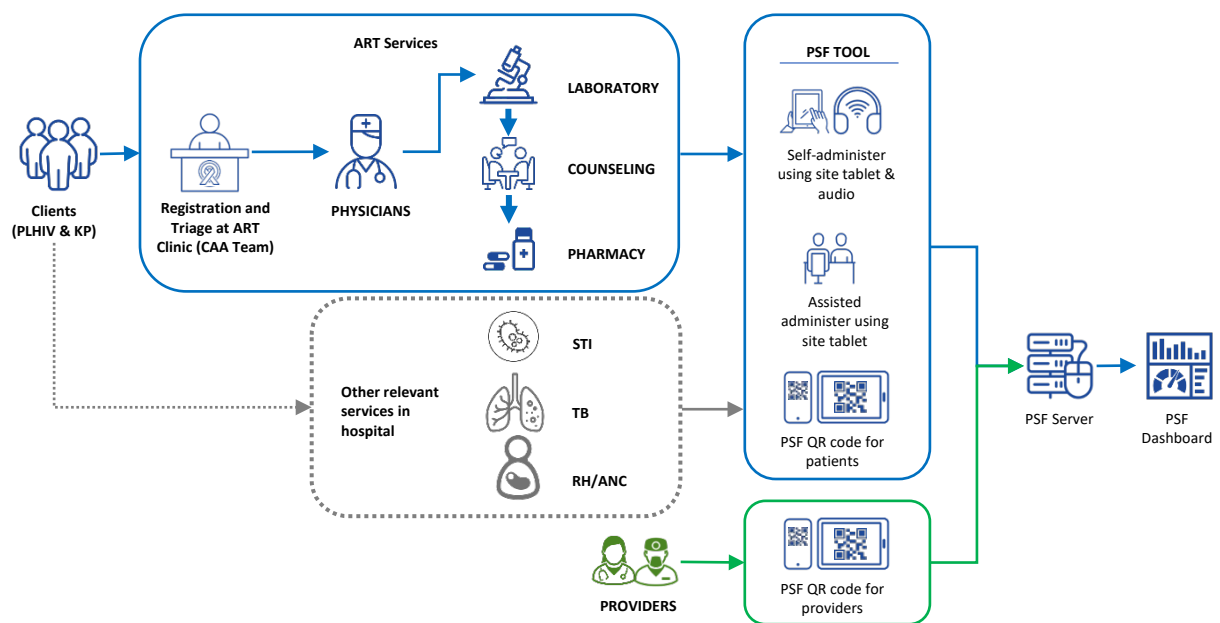 ART Services
PSF TOOL
LABORATORY
Self-administer
using site tablet &
audio
COUNSELING
Clients
(PLHIV & KP)
Registration and
Triage at ART
Clinic (CAA Team)
PHYSICIANS
PHARMACY
Assisted
administer using
site tablet
Other relevant
services in
hospital
STI
TB
RH/ANC
PSF QR code for
patients
PSF Server
PSF
Dashboard
PROVIDERS
PSF QR code for
providers